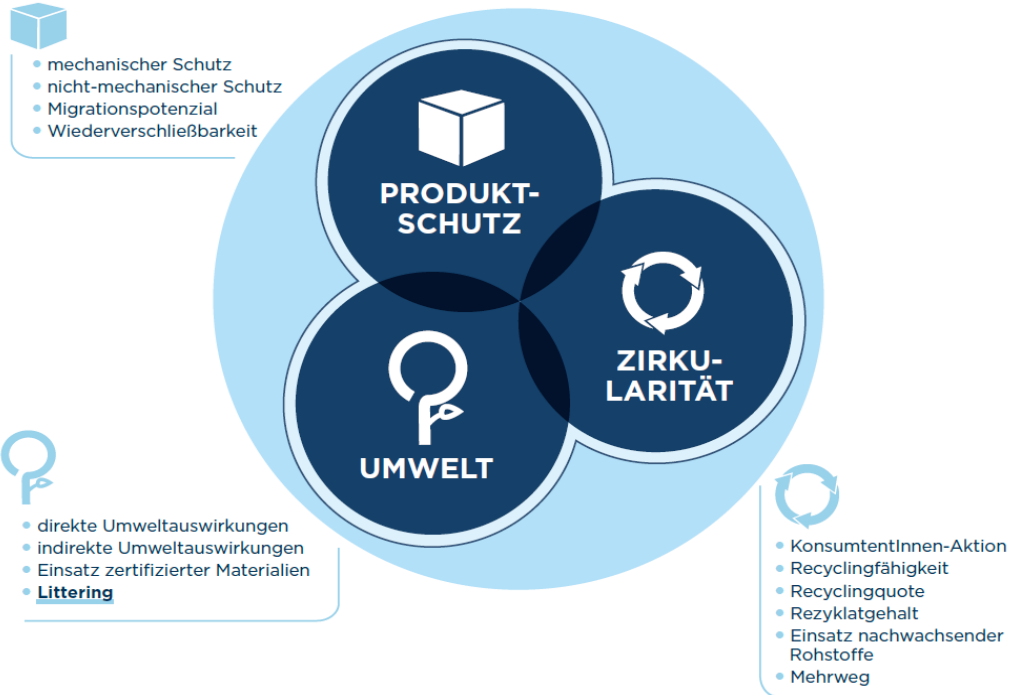 mechanischer Schutz
nicht-mechanischer Schutz
Migrationspotenzial
Wiederverschließbarkeit
PRODUKT-
SCHUTZ
ZIRKU-
LARITÄT
UMWELT
direkte Umweltauswirkungen
indirekte Umweltauswirkungen
Einsatz zertifizierter Materialien
Littering
KonsumtentInnen-Aktion
Recyclingfähigkeit
Recyclingquote
Rezyklatgehalt
Einsatz nachwachsender
Rohstoffe
Mehrweg